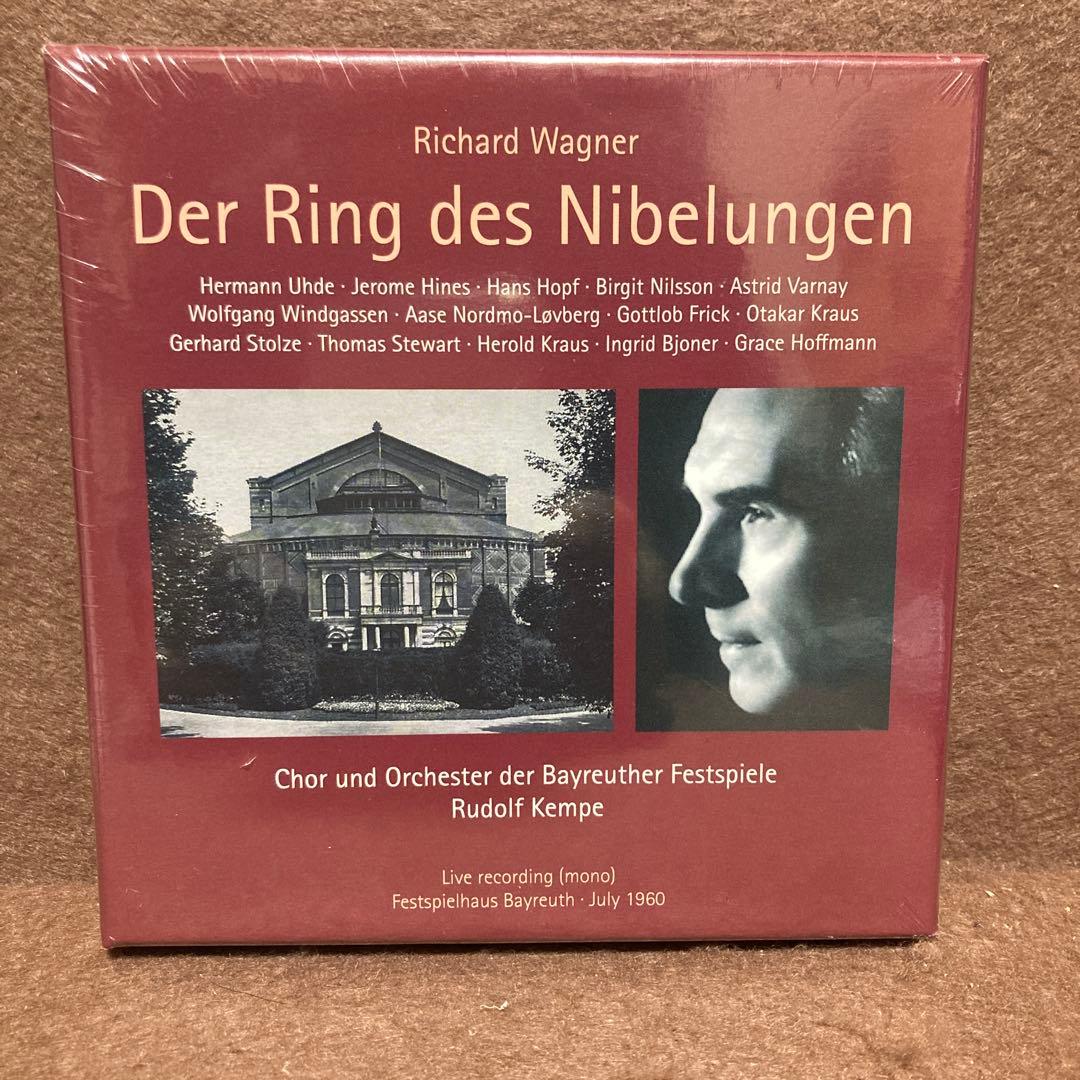 Richard Wagner
Der Ring des Nibelungen
Hermann Uhde · Jerome Hines · Hans Hopf · Birgit Nilsson · Astrid Varnay
Wolfgang Windgassen · Aase Nordmo-Løvberg · Gottlob Frick · Otakar Kraus
Gerhard Stolze · Thomas Stewart · Herold Kraus · Ingrid Bjoner · Grace Hoffmann
Chor und Orchester der Bayreuther Festspiele
Rudolf Kempe
Live recording (mono)
Festspielhaus Bayreuth · July 1960